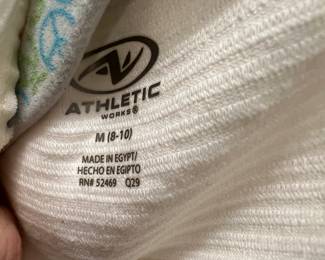 ATHLETIC
WORKS®
M (8-10)
MADE IN EGYPT/
HECHO EN EGIPTO
RN# 52469 Q29